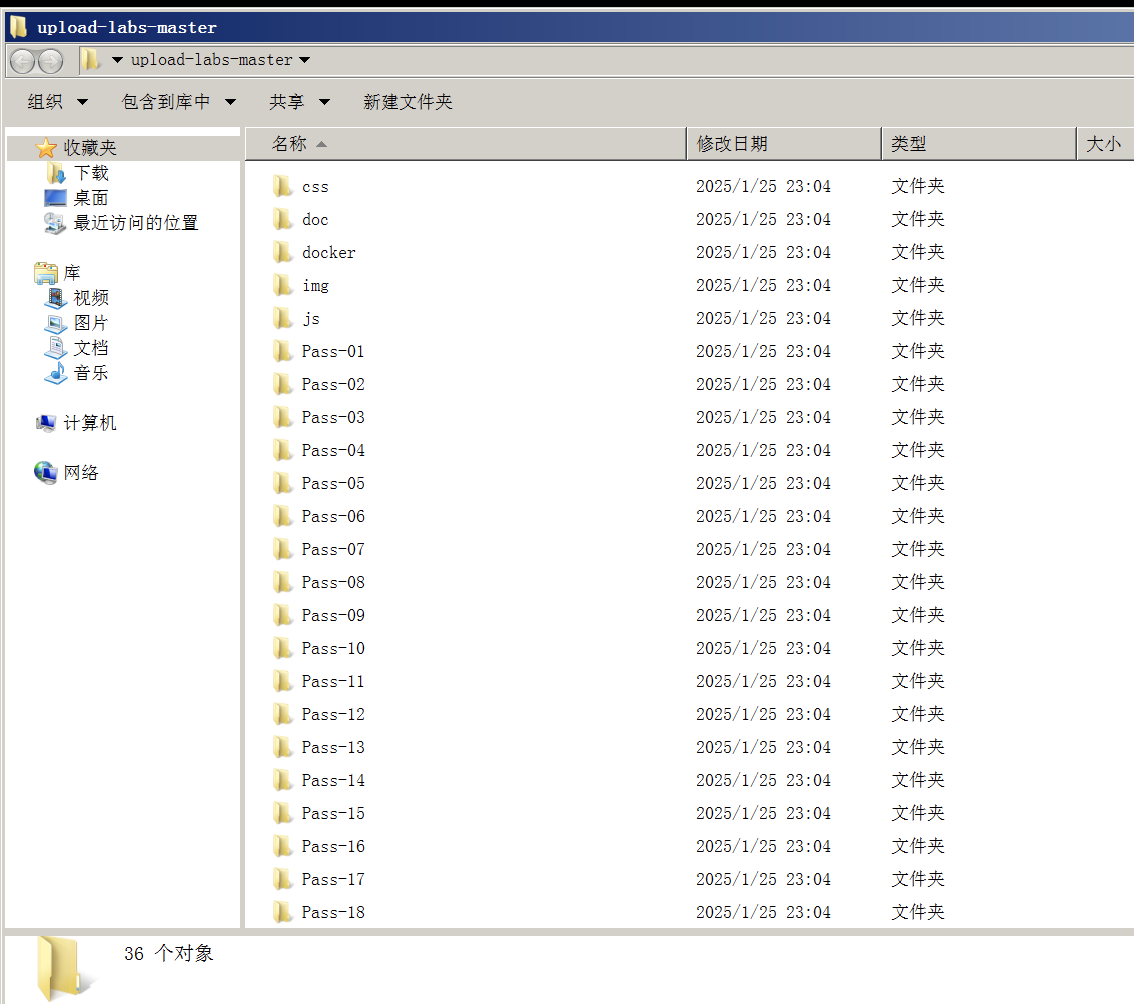 upload-labs-master
upload-labs-master
组织 包含到库中 共享 新建文件夹
收藏夹
下载
桌面
最近访问的位置
库
视频
图片
文档
音乐
计算机
网络
名称 修改日期 类型 大小
css 2025/1/25 23:04 文件夹
doc 2025/1/25 23:04 文件夹
docker 2025/1/25 23:04 文件夹
img 2025/1/25 23:04 文件夹
js 2025/1/25 23:04 文件夹
Pass-01 2025/1/25 23:04 文件夹
Pass-02 2025/1/25 23:04 文件夹
Pass-03 2025/1/25 23:04 文件夹
Pass-04 2025/1/25 23:04 文件夹
Pass-05 2025/1/25 23:04 文件夹
Pass-06 2025/1/25 23:04 文件夹
Pass-07 2025/1/25 23:04 文件夹
Pass-08 2025/1/25 23:04 文件夹
Pass-09 2025/1/25 23:04 文件夹
Pass-10 2025/1/25 23:04 文件夹
Pass-11 2025/1/25 23:04 文件夹
Pass-12 2025/1/25 23:04 文件夹
Pass-13 2025/1/25 23:04 文件夹
Pass-14 2025/1/25 23:04 文件夹
Pass-15 2025/1/25 23:04 文件夹
Pass-16 2025/1/25 23:04 文件夹
Pass-17 2025/1/25 23:04 文件夹
Pass-18 2025/1/25 23:04 文件夹
36 个对象